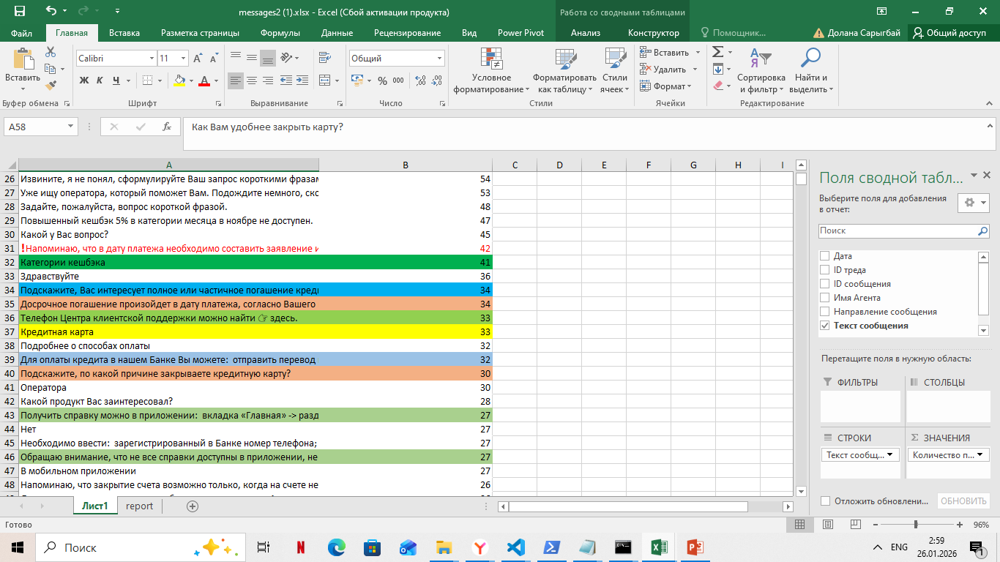 messages2 (1).xlsx - Excel (Сбой активации продукта)
Работа со сводными таблицами
Файл Главная Вставка Разметка страницы Формулы Данные Рецензирование Вид Power Pivot Анализ Конструктор Помощник... Долана Сарыгбай Общий доступ
Вставить
Calibri 11
Ж К Ч
А
Общий
% 000
Условное форматирование
Форматировать как таблицу
Стили ячеек
Вставить
Удалить
Формат
Сортировка и фильтр
Найти и выделить
Буфер обмена Шрифт Выравнивание Число Стили Ячейки Редактирование
A58 fx Как Вам удобнее закрыть карту?
A B C D E F G H I
26 Извините, я не понял, сформулируйте Ваш запрос короткими фразам 54
27 Уже ищу оператора, который поможет Вам. Подождите немного, ско 53
28 Задайте, пожалуйста, вопрос короткой фразой. 48
29 Повышенный кешбэк 5% в категории месяца в ноябре не доступен. 47
30 Какой у Вас вопрос? 45
31 ❗Напоминаю, что в дату платежа необходимо составить заявление и 42
32 Категории кешбэка 41
33 Здравствуйте 36
34 Подскажите, Вас интересует полное или частичное погашение кред 34
35 Досрочное погашение произойдет в дату платежа, согласно Вашего 34
36 Телефон Центра клиентской поддержки можно найти 👉 здесь. 33
37 Кредитная карта 33
38 Подробнее о способах оплаты 32
39 Для оплаты кредита в нашем Банке Вы можете: отправить перевод 32
40 Подскажите, по какой причине закрываете кредитную карту? 30
41 Оператора 30
42 Какой продукт Вас заинтересовал? 28
43 Получить справку можно в приложении: вкладка «Главная» -> разд 27
44 Нет 27
45 Необходимо ввести: зарегистрированный в Банке номер телефона; 27
46 Обращаю внимание, что не все справки доступны в приложении, не 27
47 В мобильном приложении 27
48 Напоминаю, что закрытие счета возможно только, когда на счете не 26
Поля сводной табл...
Выберите поля для добавления
в отчет:
Поиск
Дата
ID треда
ID сообщения
Имя Агента
Направление сообщения
Текст сообщения
Перетащите поля в нужную область:
ФИЛЬТРЫ СТОЛБЦЫ
СТРОКИ ЗНАЧЕНИЯ
Текст сообщ... Количество п...
Отложить обновлени... ОБНОВИТЬ
Лист1 report
Готово 96%
Поиск
ENG
2:59
26.01.2026
1